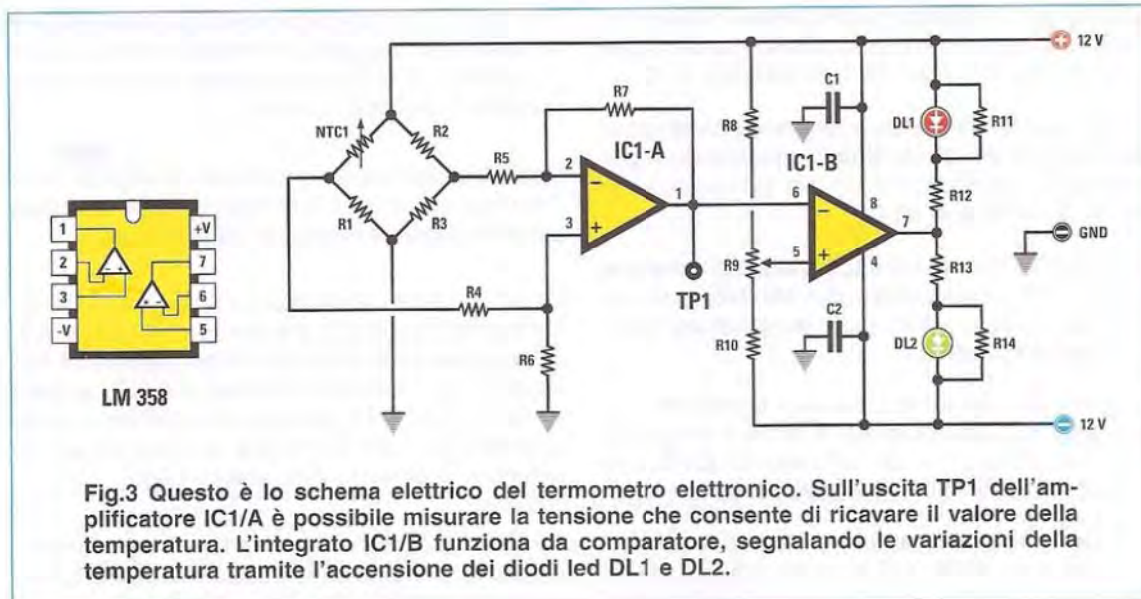 12 V
C1
R7
R8
DL1
R11
NTC1
R2
IC1-A
IC1-B
R5
2
6
8
R12
1
+V
1
7
GND
R1
R3
3
5
4
2
7
R9
R13
3
6
TP1
R4
C2
-V
5
DL2
R14
R10
R6
LM 358
12 V
Fig.3 Questo è lo schema elettrico del termometro elettronico. Sull'uscita TP1 dell'am-
plificatore IC1/A è possibile misurare la tensione che consente di ricavare il valore della
temperatura. L'integrato IC1/B funziona da comparatore, segnalando le variazioni della
temperatura tramite l'accensione dei diodi led DL1 e DL2.